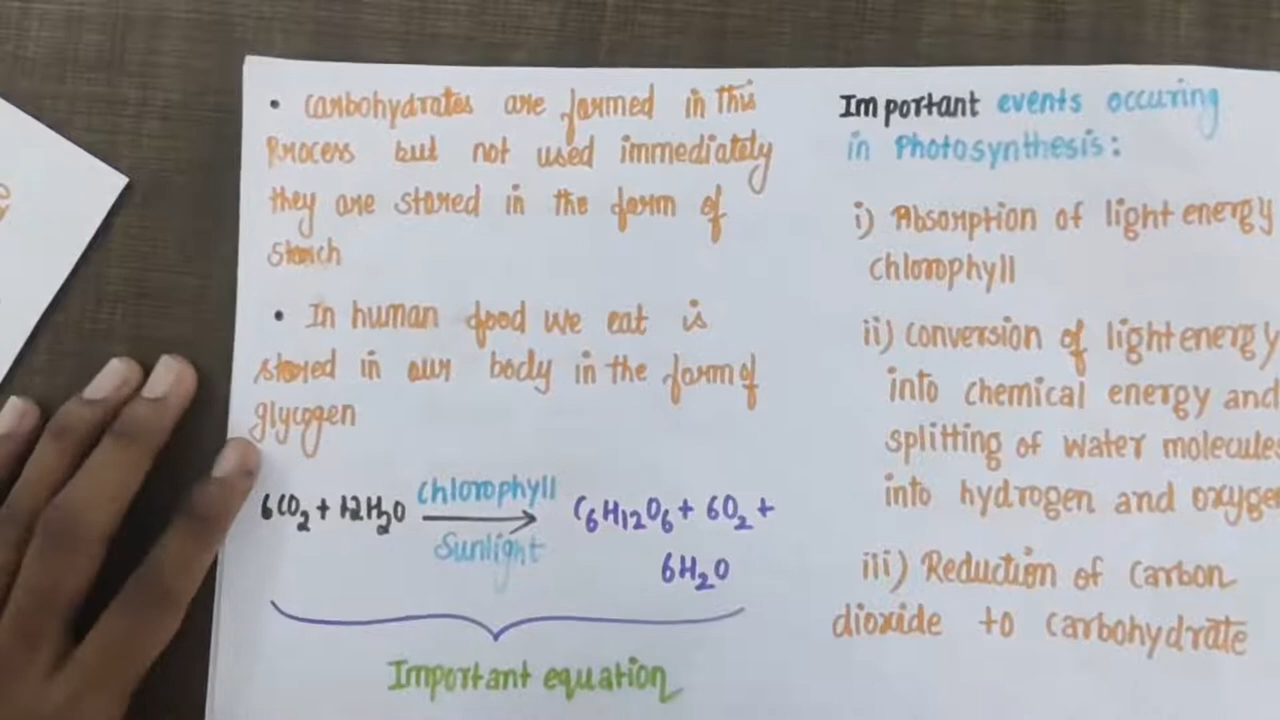 • Carbohydrates are formed in This
Process but not used immediately
they are stored in the form of
Starch
• In human food we eat is
stored in our body in the form of
glycogen
6CO₂ + 12H₂O Chlorophyll → Sunlight C₆H₁₂O₆ + 6O₂ +
6H₂O
Important equation
Important events occuring
in Photosynthesis:
i) Absorption of light energy
chlorophyll
ii) Conversion of light energy
into chemical energy and
splitting of water molecules
into hydrogen and oxyge
iii) Reduction of Carbon
dioxide to carbohydrate